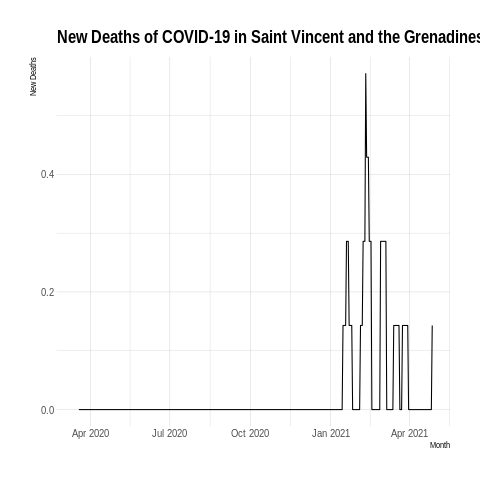 New Deaths of COVID-19 in Saint Vincent and the Grenadines
New Deaths
0.4
0.2
0.0
Apr 2020 Jul 2020 Oct 2020 Jan 2021 Apr 2021
Month